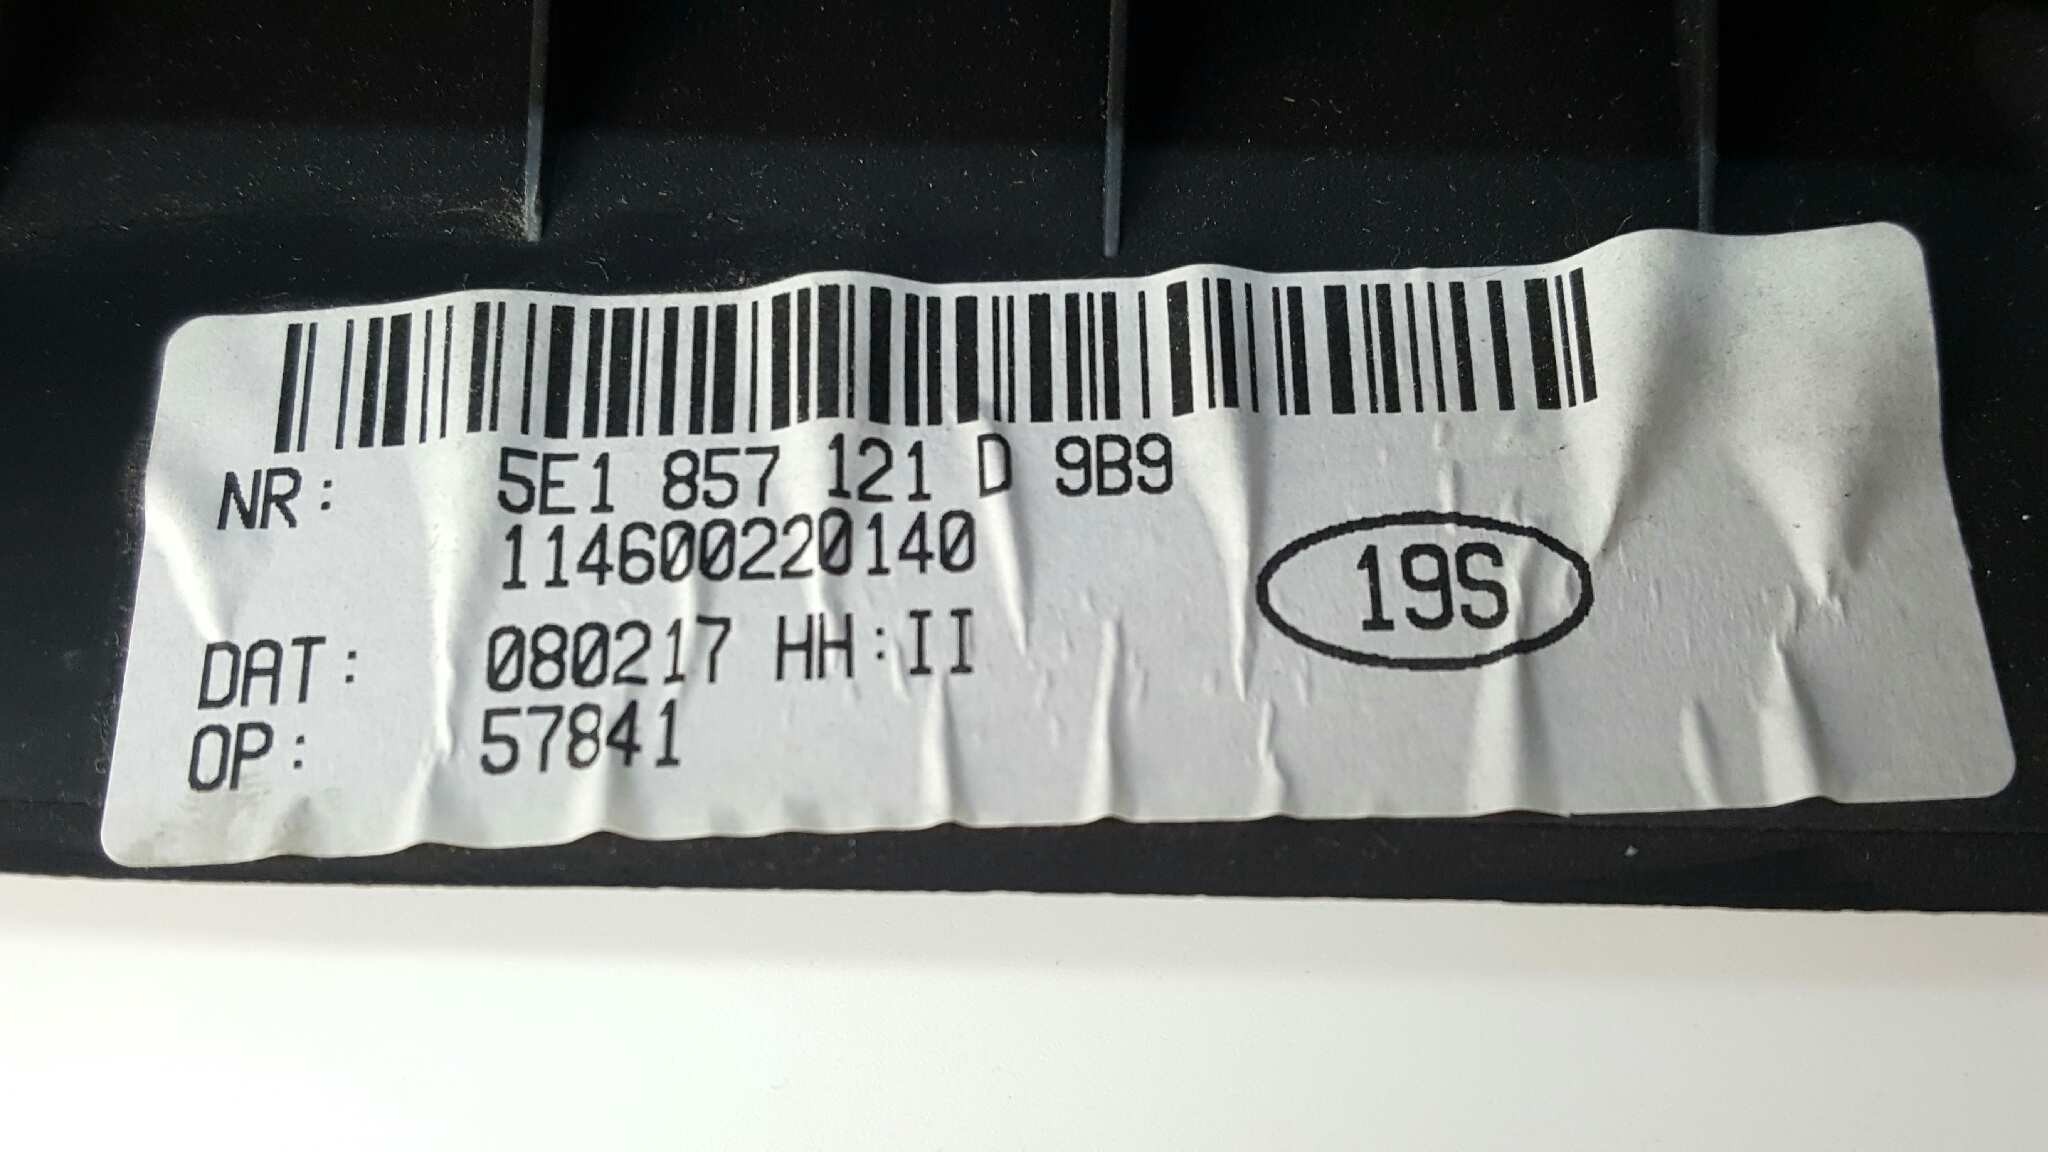 NR: 5E1 857 121 D 9B9
114600220140
19S
DAT: 080217 HH:II
OP: 57841